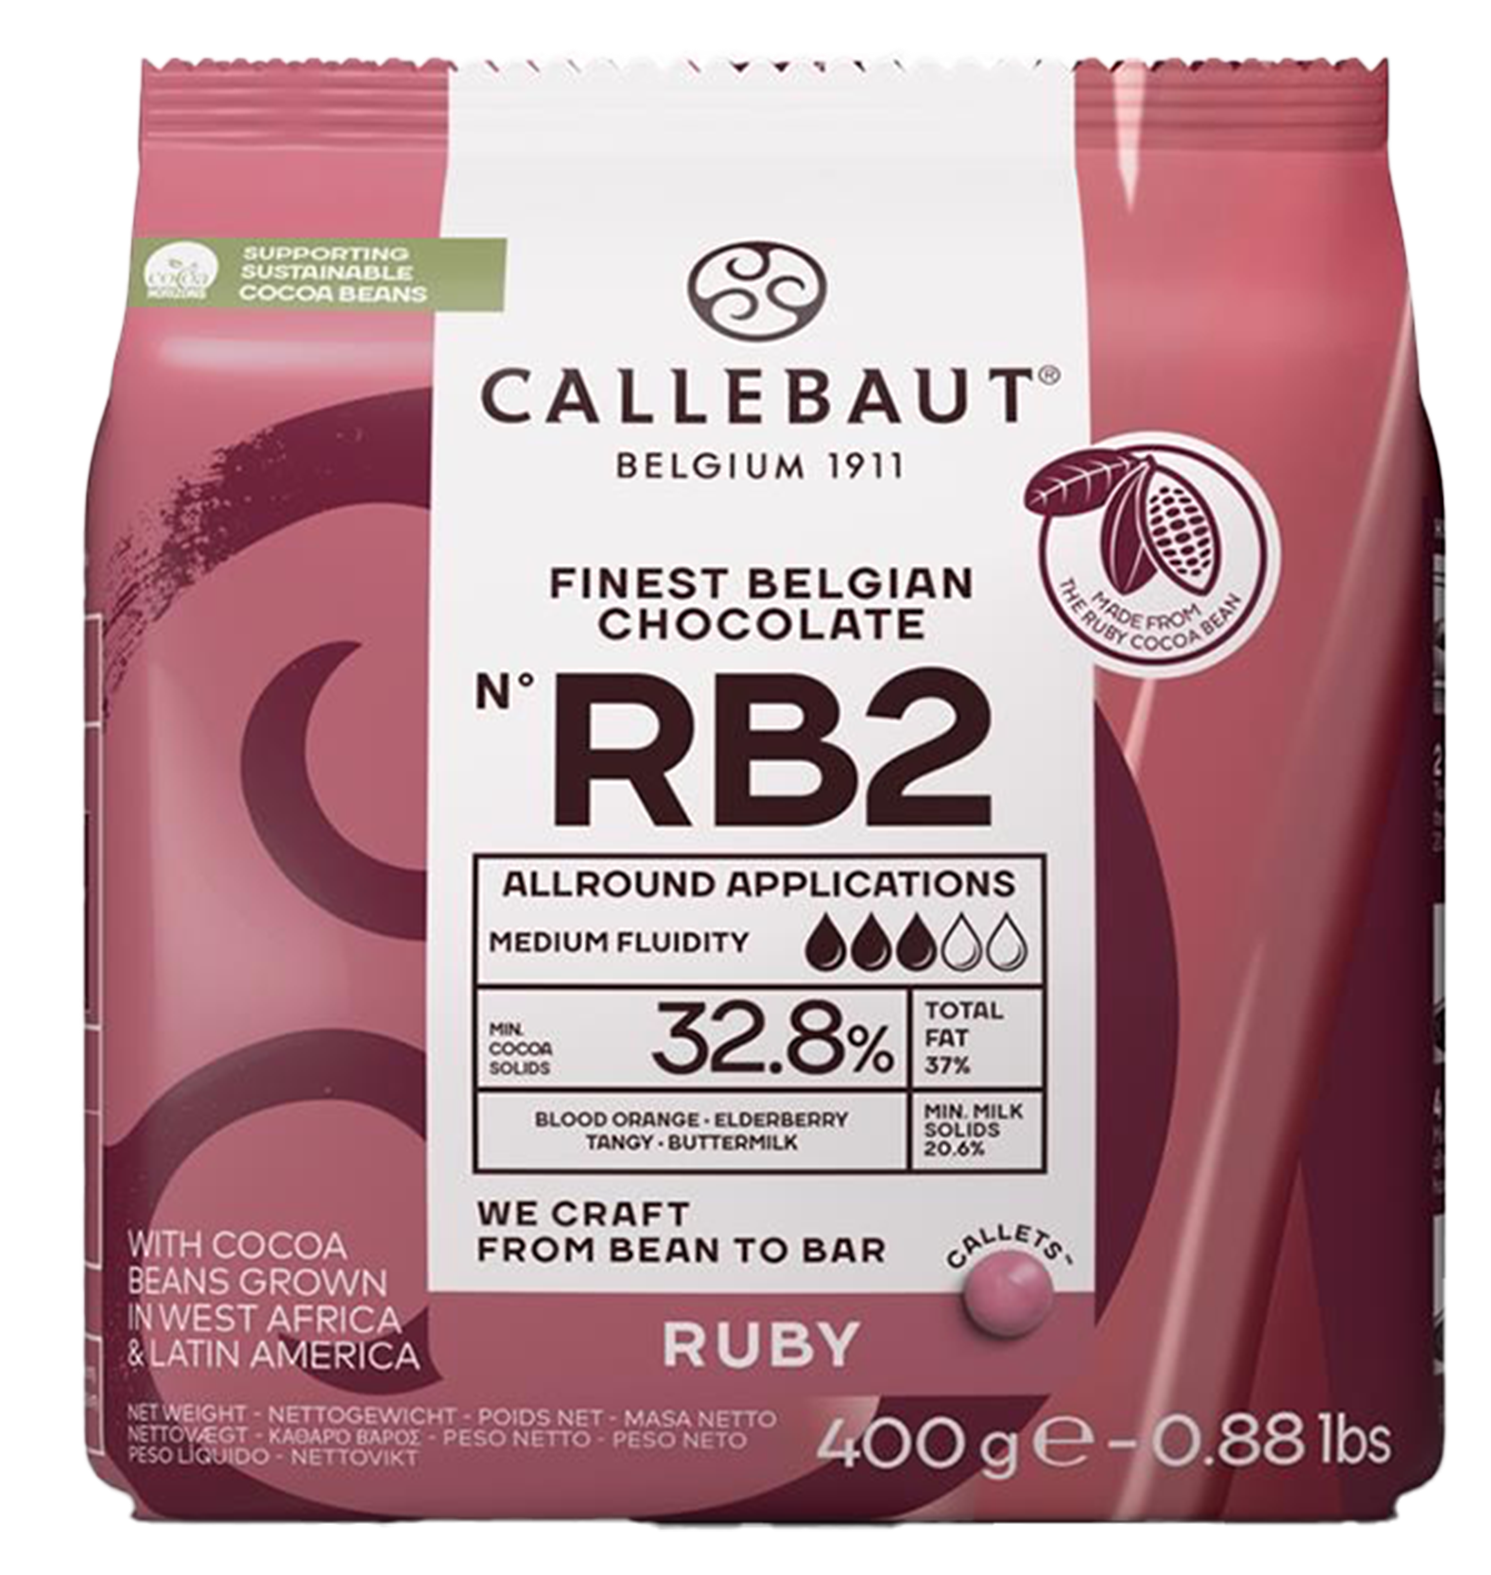 SUPPORTING
SUSTAINABLE
COCOA BEANS
cocoa
HORIZONS
CALLEBAUT®
BELGIUM 1911
MADE FROM
THE RUBY COCOA BEAN
FINEST BELGIAN
CHOCOLATE
N° RB2
ALLROUND APPLICATIONS
MEDIUM FLUIDITY
MIN.
COCOA
SOLIDS
32.8%
TOTAL
FAT
37%
BLOOD ORANGE • ELDERBERRY
TANGY • BUTTERMILK
MIN. MILK
SOLIDS
20.6%
WE CRAFT
FROM BEAN TO BAR
CALLETS™
RUBY
WITH COCOA
BEANS GROWN
IN WEST AFRICA
& LATIN AMERICA
NET WEIGHT - NETTOGEWICHT - POIDS NET - MASA NETTO
NETTOVÆGT - ΚΑΘΑΡΌ ΒΑΡΟΣ - PESO NETTO - PESO NETO
PESO LÍQUIDO - NETTOVIKT
400 g ℮ - 0.88 lbs